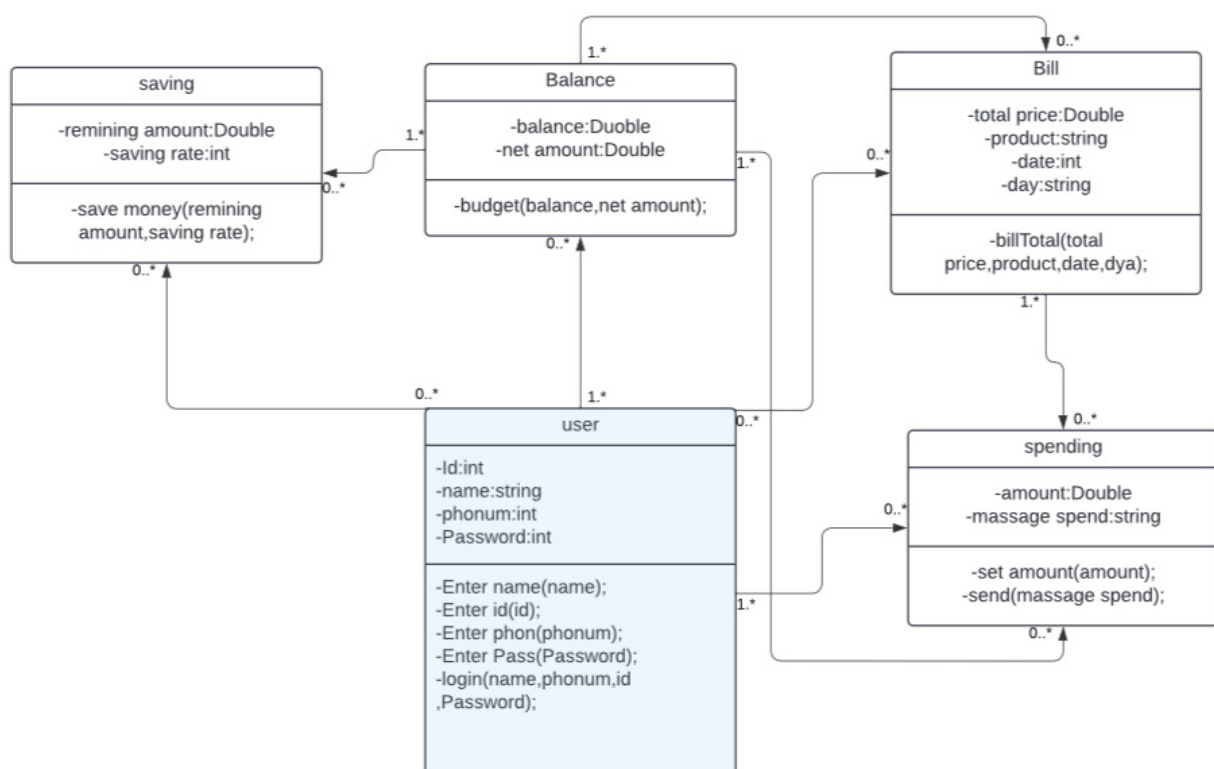 1.*
0..*
saving
-remining amount:Double
-saving rate:int
-save money(remining
amount,saving rate);
0..*
1.*
0..*
Balance
-balance:Duoble
-net amount:Double
-budget(balance,net amount);
0..*
1.*
Bill
-total price:Double
-product:string
-date:int
-day:string
-billTotal(total
price,product,date,dya);
0..*
1.*
0..*
1.*
0..*
user
-Id:int
-name:string
-phonum:int
-Password:int
-Enter name(name);
-Enter id(id);
-Enter phon(phonum);
-Enter Pass(Password);
-login(name,phonum,id
,Password);
1.*
0..*
0..*
spending
-amount:Double
-massage spend:string
-set amount(amount);
-send(massage spend);
0..*